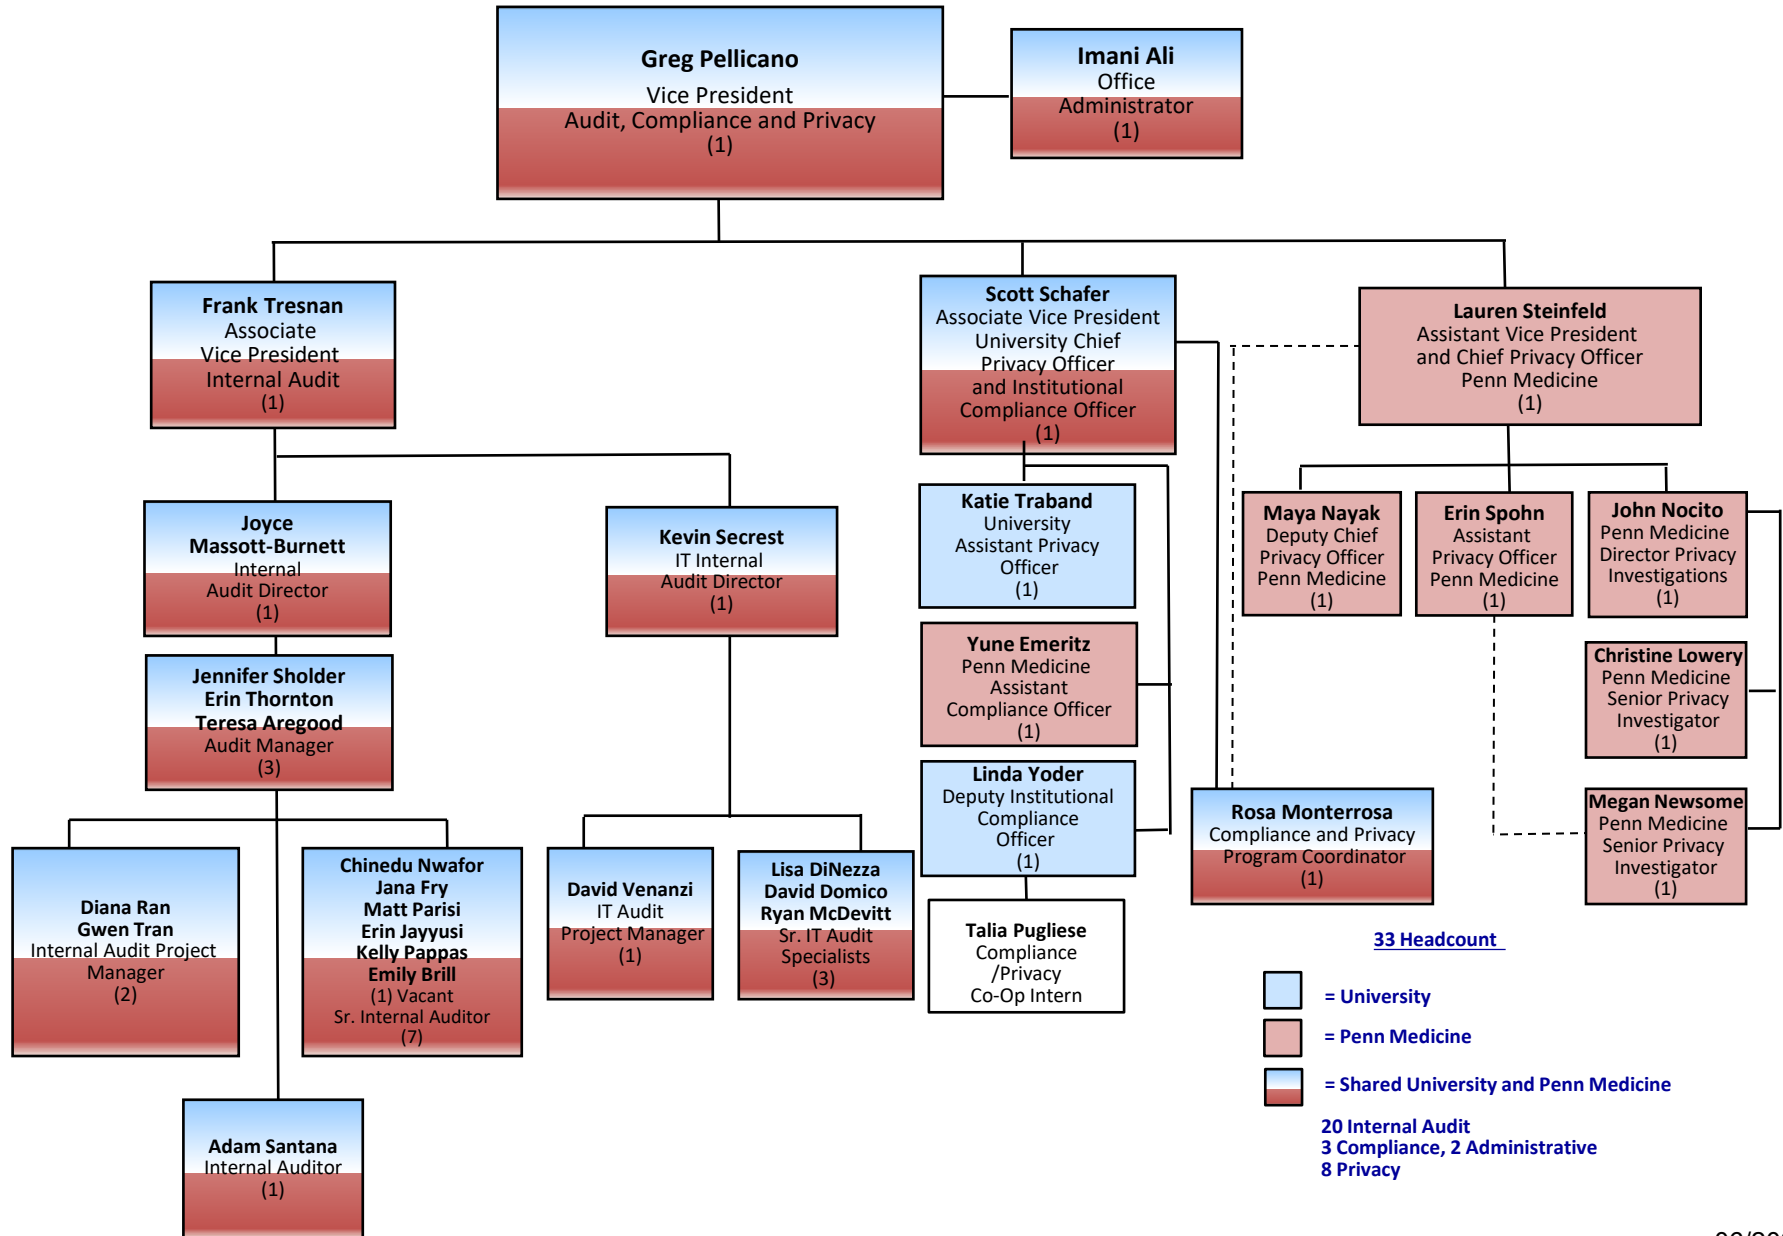 Greg Pellicano
Vice President
Audit, Compliance and Privacy
(1)
Imani Ali
Office
Administrator
(1)
Frank Tresnan
Associate
Vice President
Internal Audit
(1)
Scott Schafer
Associate Vice President
University Chief
Privacy Officer
and Institutional
Compliance Officer
(1)
Lauren Steinfeld
Assistant Vice President
and Chief Privacy Officer
Penn Medicine
(1)
Joyce
Massott-Burnett
Internal
Audit Director
(1)
Kevin Secrest
IT Internal
Audit Director
(1)
Katie Traband
University
Assistant Privacy
Officer
(1)
Maya Nayak
Deputy Chief
Privacy Officer
Penn Medicine
(1)
Erin Spohn
Assistant
Privacy Officer
Penn Medicine
(1)
John Nocito
Penn Medicine
Director Privacy
Investigations
(1)
Jennifer Sholder
Erin Thornton
Teresa Aregood
Audit Manager
(3)
Yune Emeritz
Penn Medicine
Assistant
Compliance Officer
(1)
Christine Lowery
Penn Medicine
Senior Privacy
Investigator
(1)
Linda Yoder
Deputy Institutional
Compliance
Officer
(1)
Rosa Monterrosa
Compliance and Privacy
Program Coordinator
(1)
Megan Newsome
Penn Medicine
Senior Privacy
Investigator
(1)
Diana Ran
Gwen Tran
Internal Audit Project
Manager
(2)
Chinedu Nwafor
Jana Fry
Matt Parisi
Erin Jayyusi
Kelly Pappas
Emily Brill
(1) Vacant
Sr. Internal Auditor
(7)
David Venanzi
IT Audit
Project Manager
(1)
Lisa DiNezza
David Domico
Ryan McDevitt
Sr. IT Audit
Specialists
(3)
Talia Pugliese
Compliance
/Privacy
Co-Op Intern
Adam Santana
Internal Auditor
(1)
33 Headcount
= University
= Penn Medicine
= Shared University and Penn Medicine
20 Internal Audit
3 Compliance, 2 Administrative
8 Privacy